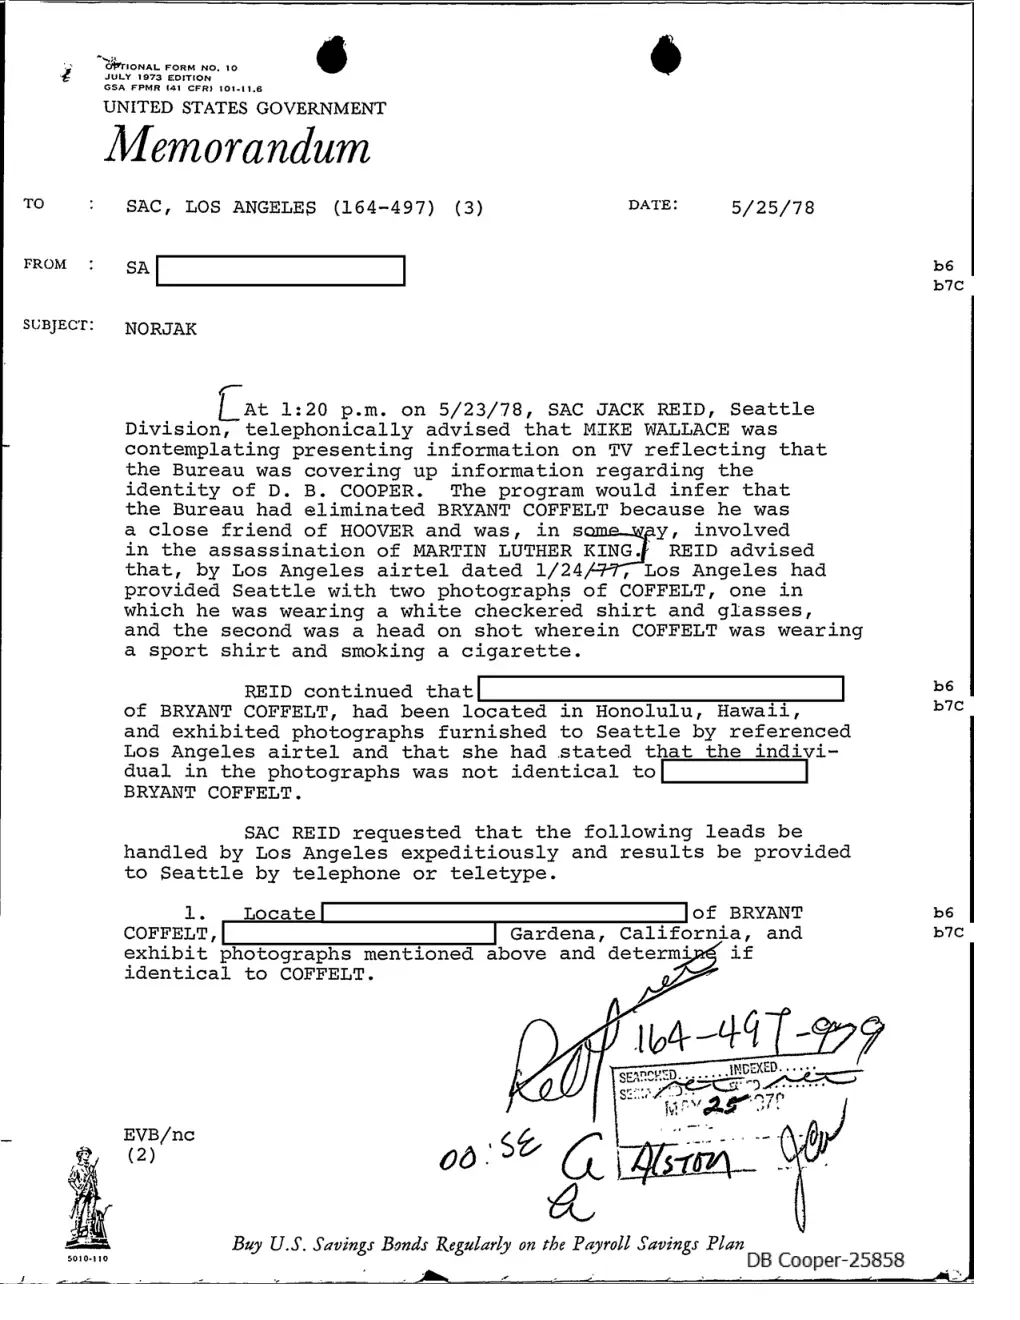 OPTIONAL FORM NO. 10
JULY 1973 EDITION
GSA FPMR (41 CFR) 101-11.6
UNITED STATES GOVERNMENT
Memorandum
TO : SAC, LOS ANGELES (164-497) (3) DATE: 5/25/78
FROM : SA b6
b7C
SUBJECT: NORJAK
At 1:20 p.m. on 5/23/78, SAC JACK REID, Seattle
Division, telephonically advised that MIKE WALLACE was
contemplating presenting information on TV reflecting that
the Bureau was covering up information regarding the
identity of D. B. COOPER. The program would infer that
the Bureau had eliminated BRYANT COFFELT because he was
a close friend of HOOVER and was, in some way, involved
in the assassination of MARTIN LUTHER KING. REID advised
that, by Los Angeles airtel dated 1/24/77, Los Angeles had
provided Seattle with two photographs of COFFELT, one in
which he was wearing a white checkered shirt and glasses,
and the second was a head on shot wherein COFFELT was wearing
a sport shirt and smoking a cigarette.
REID continued that b6
of BRYANT COFFELT, had been located in Honolulu, Hawaii, b7C
and exhibited photographs furnished to Seattle by referenced
Los Angeles airtel and that she had stated that the indivi-
dual in the photographs was not identical to
BRYANT COFFELT.
SAC REID requested that the following leads be
handled by Los Angeles expeditiously and results be provided
to Seattle by telephone or teletype.
1. Locate of BRYANT b6
COFFELT, Gardena, California, and b7C
exhibit photographs mentioned above and determine if
identical to COFFELT.
164-497-979
SEARCHED INDEXED
MAY 25 1978
EVB/nc
(2)
ALSTON
Buy U.S. Savings Bonds Regularly on the Payroll Savings Plan
5010-110
DB Cooper-25858